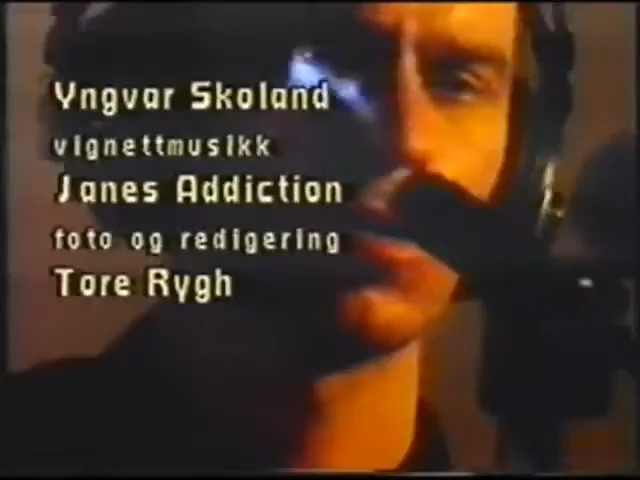 Yngvar Skoland
vignettmusikk
Janes Addiction
foto og redigering
Tore Rygh